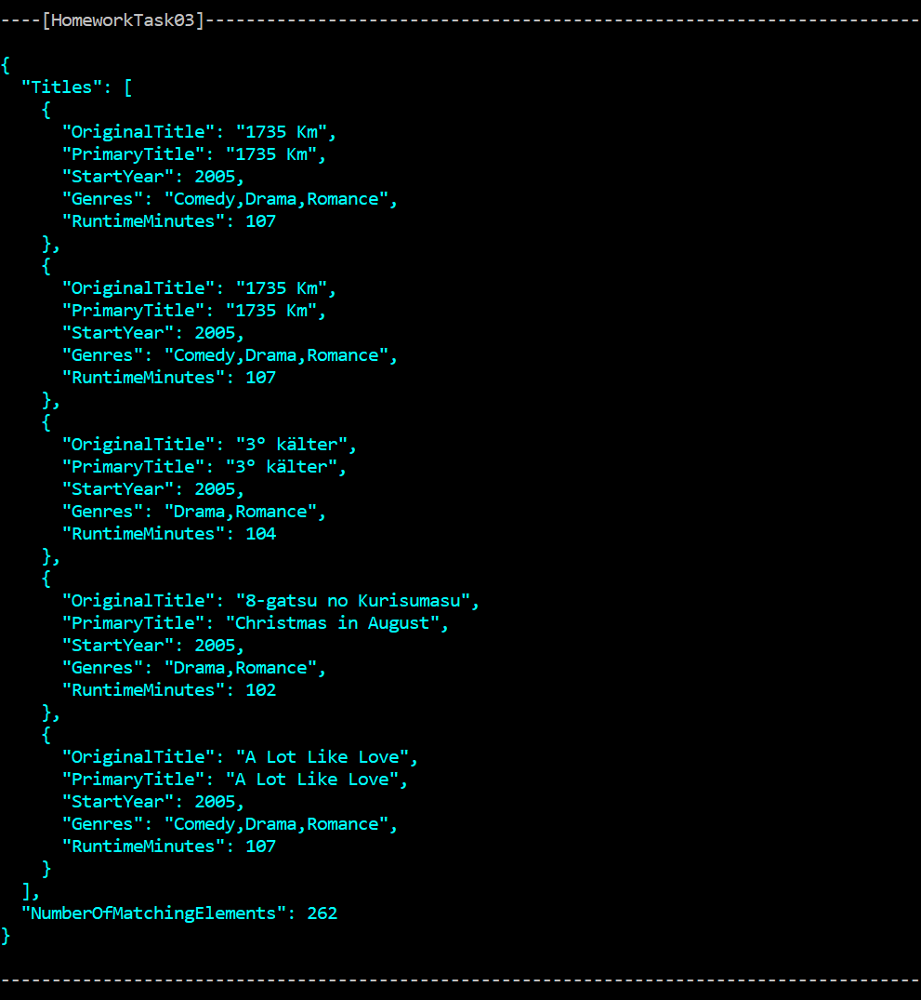 ----[HomeworkTask03]----------------------------------------------------------------------
{
  "Titles": [
    {
      "OriginalTitle": "1735 Km",
      "PrimaryTitle": "1735 Km",
      "StartYear": 2005,
      "Genres": "Comedy,Drama,Romance",
      "RuntimeMinutes": 107
    },
    {
      "OriginalTitle": "1735 Km",
      "PrimaryTitle": "1735 Km",
      "StartYear": 2005,
      "Genres": "Comedy,Drama,Romance",
      "RuntimeMinutes": 107
    },
    {
      "OriginalTitle": "3° kälter",
      "PrimaryTitle": "3° kälter",
      "StartYear": 2005,
      "Genres": "Drama,Romance",
      "RuntimeMinutes": 104
    },
    {
      "OriginalTitle": "8-gatsu no Kurisumasu",
      "PrimaryTitle": "Christmas in August",
      "StartYear": 2005,
      "Genres": "Drama,Romance",
      "RuntimeMinutes": 102
    },
    {
      "OriginalTitle": "A Lot Like Love",
      "PrimaryTitle": "A Lot Like Love",
      "StartYear": 2005,
      "Genres": "Comedy,Drama,Romance",
      "RuntimeMinutes": 107
    }
  ],
  "NumberOfMatchingElements": 262
}
------------------------------------------------------------------------------------------